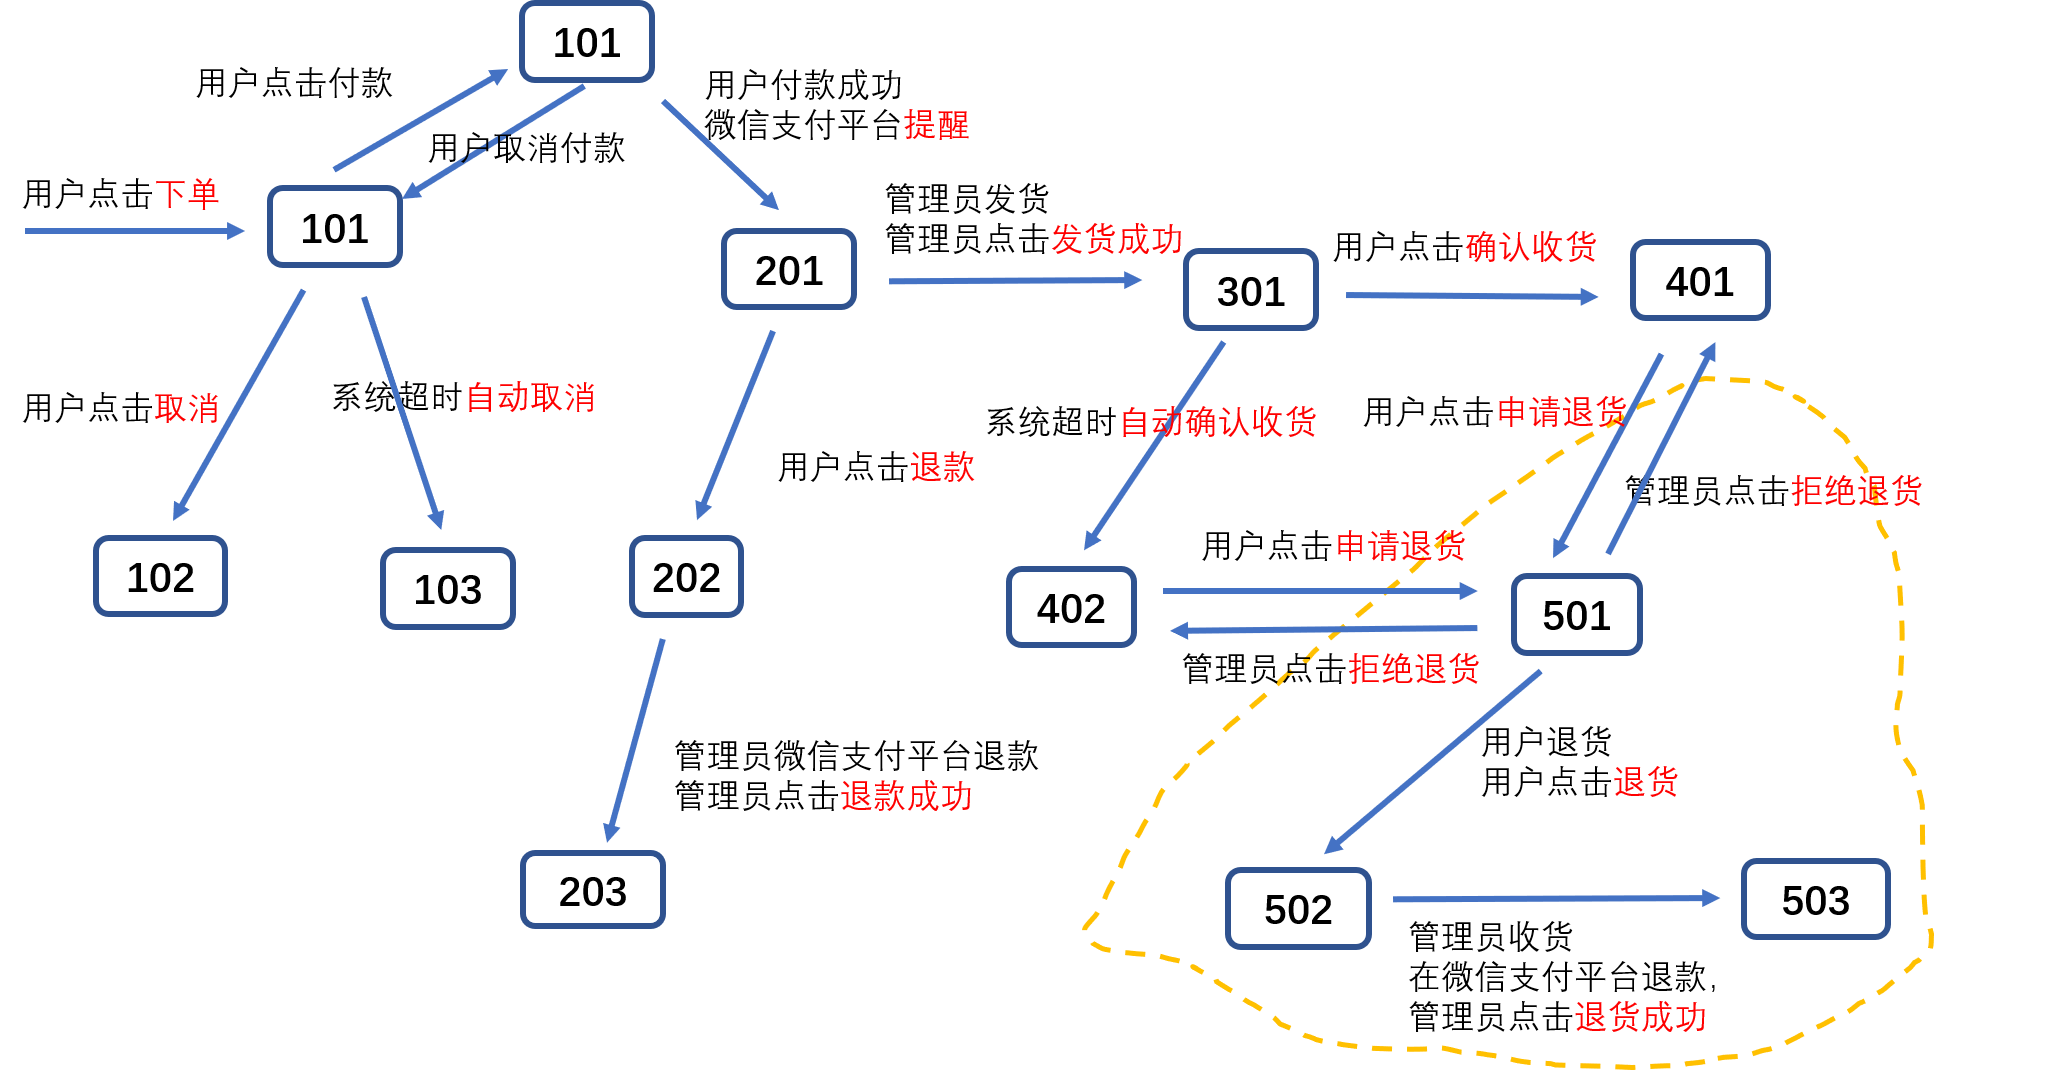 101
用户点击付款
用户付款成功
微信支付平台提醒
用户取消付款
用户点击下单
101
管理员发货
管理员点击发货成功
201
301
用户点击确认收货
401
用户点击取消
系统超时自动取消
用户点击退款
系统超时自动确认收货
用户点击申请退货
管理员点击拒绝退货
102
103
202
402
用户点击申请退货
501
管理员点击拒绝退货
管理员微信支付平台退款
管理员点击退款成功
用户退货
用户点击退货
203
502
503
管理员收货
在微信支付平台退款,
管理员点击退货成功